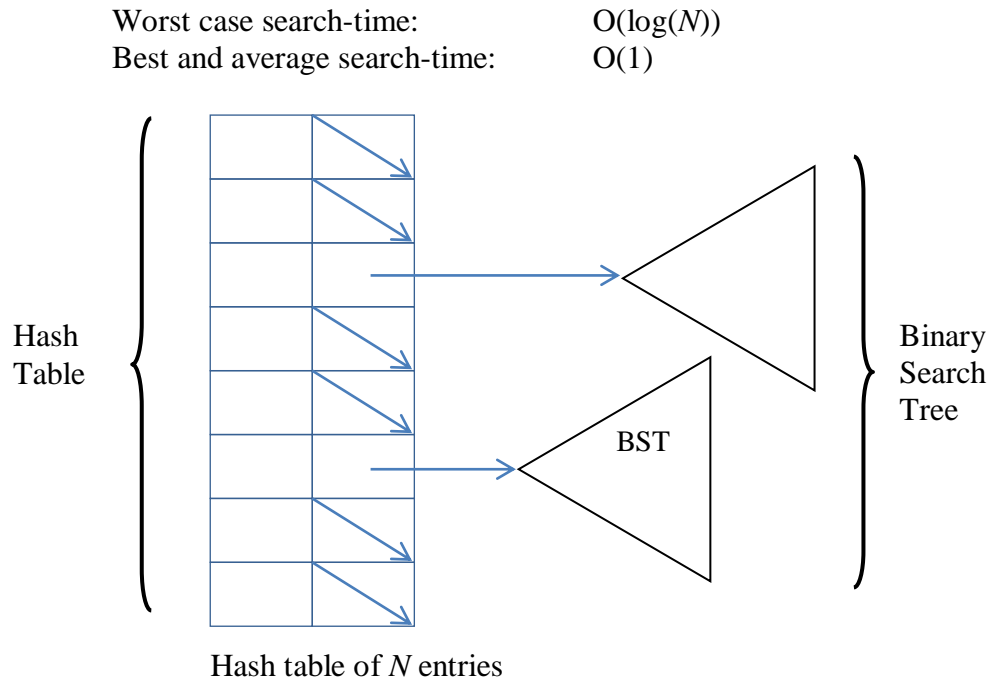 Worst case search-time: O(log(N))
Best and average search-time: O(1)
Hash
Table
BST
Binary
Search
Tree
Hash table of N entries